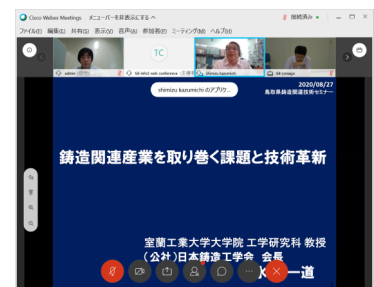 Cisco Webex Meetings メニューバーを非表示にする へ
接続済み
ファイル(F) 編集(E) 共有(S) 表示(V) 音声(A) 参加者(P) ミーティング(M) ヘルプ(H)
TC
shimizu kazumichi
shimizu kazumichi のアプリケ...
2020/08/27
鳥取県鋳造関連技術セミナー
鋳造関連産業を取り巻く課題と技術革新
室蘭工業大学大学院 工学研究科 教授
(公社)日本鋳造工学会 会長
一道